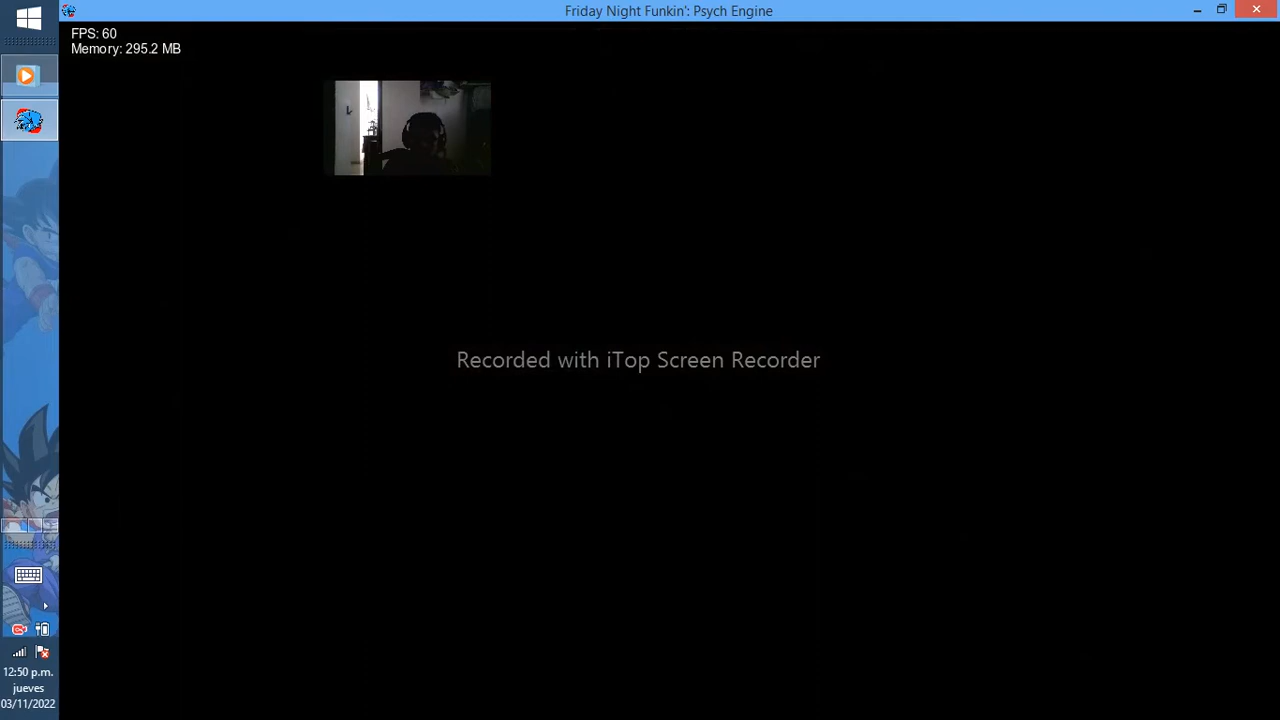 Friday Night Funkin': Psych Engine
FPS: 60
Memory: 295.2 MB
Recorded with iTop Screen Recorder
12:50 p.m.
jueves
03/11/2022